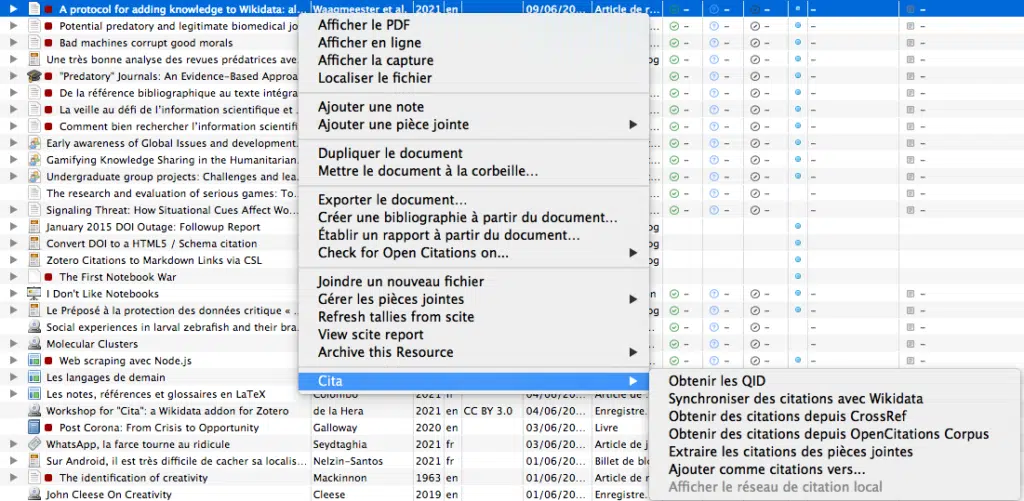 A protocol for adding knowledge to Wikidata: al... Waagmeester et al. 2021 en 09/06/20... Article de r...
Potential predatory and legitimate biomedical jo
Bad machines corrupt good morals
Une très bonne analyse des revues prédatrices ave og
"Predatory" Journals: An Evidence-Based Approa
De la référence bibliographique au texte intégra
La veille au défi de l'information scientifique et ..
Comment bien rechercher l'information scientifi
Early awareness of Global Issues and development.
Gamifying Knowledge Sharing in the Humanitarian..
Undergraduate group projects: Challenges and lea
The research and evaluation of serious games: To...
Signaling Threat: How Situational Cues Affect Wo...
January 2015 DOI Outage: Followup Report og
Convert DOI to a HTML5 / Schema citation og
Zotero Citations to Markdown Links via CSL og
The First Notebook War
I Don't Like Notebooks on
Le Préposé à la protection des données critique « . og
Social experiences in larval zebrafish and their bra..
Molecular Clusters
Web scraping avec Node.js
Les langages de demain
Les notes, références et glossaires en LaTeX Colombo 2021 fr 04/06/20... Article de...
Workshop for "Cita": a Wikidata addon for Zotero de la Hera 2021 en CC BY 3.0 04/06/20... Enregistre.
Post Corona: From Crisis to Opportunity Galloway 2020 en 03/06/20... Livre
WhatsApp, la farce tourne au ridicule Seydtaghia 2021 fr 02/06/20... Article de j
Sur Android, il est très difficile de cacher sa localis... Nelzin-Santos 2021 fr 02/06/20... Billet de bl
The identification of creativity Mackinnon 1963 en 01/06/20... Article de r
John Cleese On Creativity Cleese 2019 en 01/06/20... Enregistre.
Afficher le PDF
Afficher en ligne
Afficher la capture
Localiser le fichier
Ajouter une note
Ajouter une pièce jointe
Dupliquer le document
Mettre le document à la corbeille...
Exporter le document...
Créer une bibliographie à partir du document...
Établir un rapport à partir du document...
Check for Open Citations on...
Joindre un nouveau fichier
Gérer les pièces jointes
Refresh tallies from scite
View scite report
Archive this Resource
Cita
Obtenir les QID
Synchroniser des citations avec Wikidata
Obtenir des citations depuis CrossRef
Obtenir des citations depuis OpenCitations Corpus
Extraire les citations des pièces jointes
Ajouter comme citations vers...
Afficher le réseau de citation local